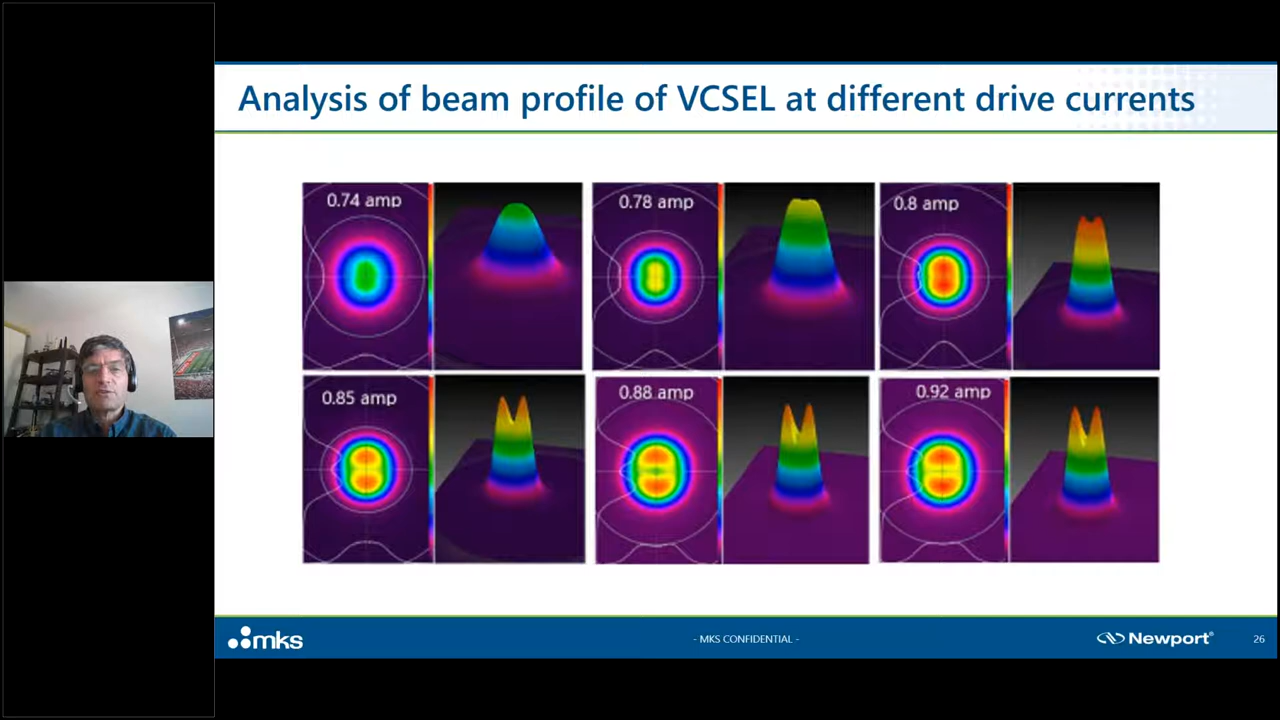 Analysis of beam profile of VCSEL at different drive currents
0.74 amp
0.78 amp
0.8 amp
0.85 amp
0.88 amp
0.92 amp
mks
- MKS CONFIDENTIAL -
Newport®
26